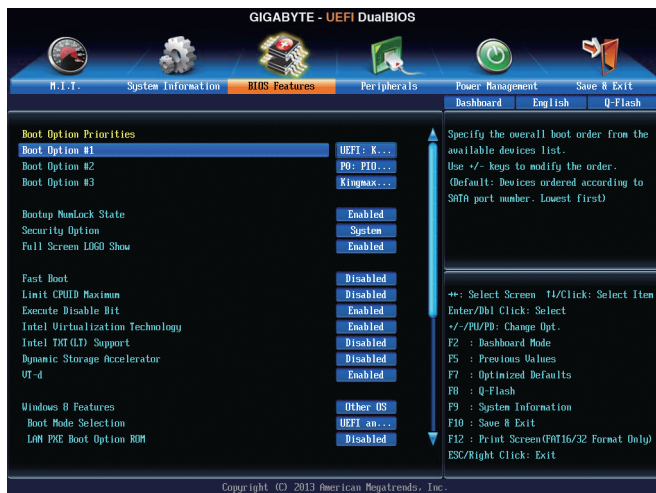 GIGABYTE - UEFI DualBIOS
M.I.T. System Information BIOS Features Peripherals Power Management Save & Exit
Dashboard English Q-Flash
Boot Option Priorities
Boot Option #1 UEFI: K...
Boot Option #2 P0: PIO...
Boot Option #3 Kingmax...
Bootup NumLock State Enabled
Security Option System
Full Screen LOGO Show Enabled
Fast Boot Disabled
Limit CPUID Maximum Disabled
Execute Disable Bit Enabled
Intel Virtualization Technology Enabled
Intel TXT(LT) Support Disabled
Dynamic Storage Accelerator Disabled
VT-d Enabled
Windows 8 Features Other OS
Boot Mode Selection UEFI an...
LAN PXE Boot Option ROM Disabled
Specify the overall boot order from the
available devices list.
Use +/- keys to modify the order.
(Default: Devices ordered according to
SATA port number. Lowest first)
→←: Select Screen ↑↓/Click: Select Item
Enter/Dbl Click: Select
+/-/PU/PD: Change Opt.
F2 : Dashboard Mode
F5 : Previous Values
F7 : Optimized Defaults
F8 : Q-Flash
F9 : System Information
F10 : Save & Exit
F12 : Print Screen(FAT16/32 Format Only)
ESC/Right Click: Exit
Copyright (C) 2013 American Megatrends, Inc.